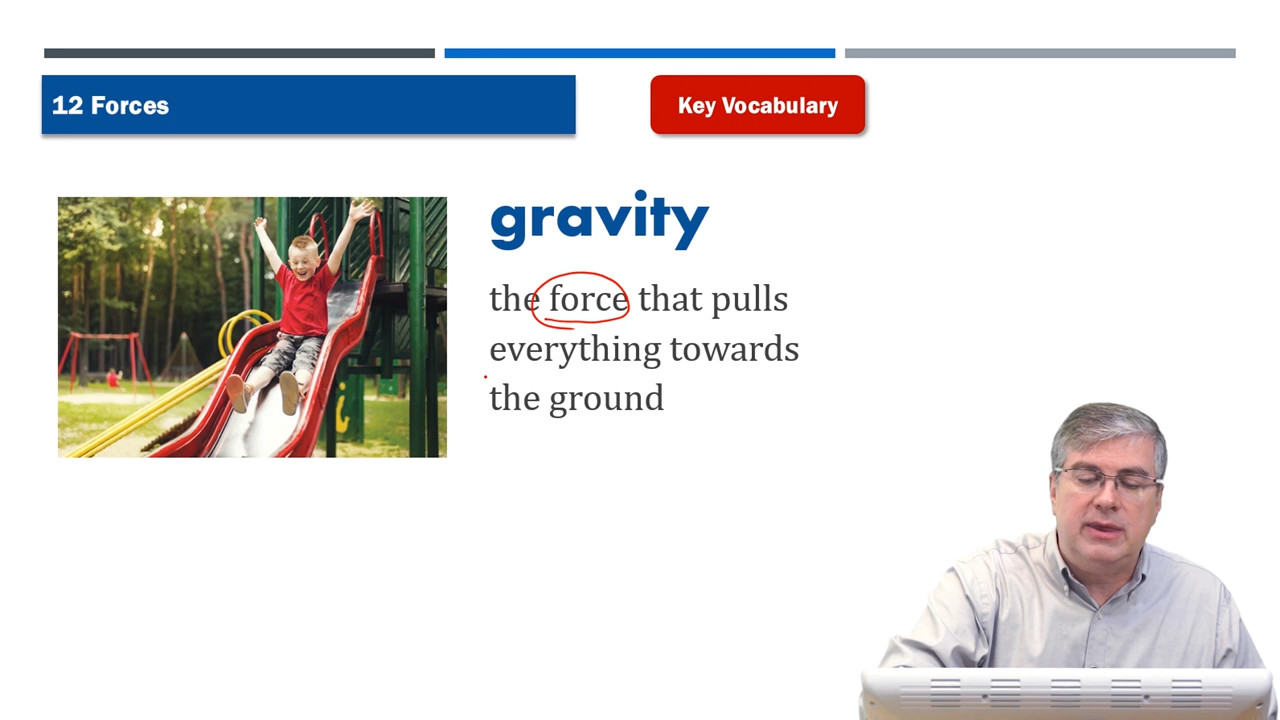 12 Forces
Key Vocabulary
gravity
the force that pulls
everything towards
the ground